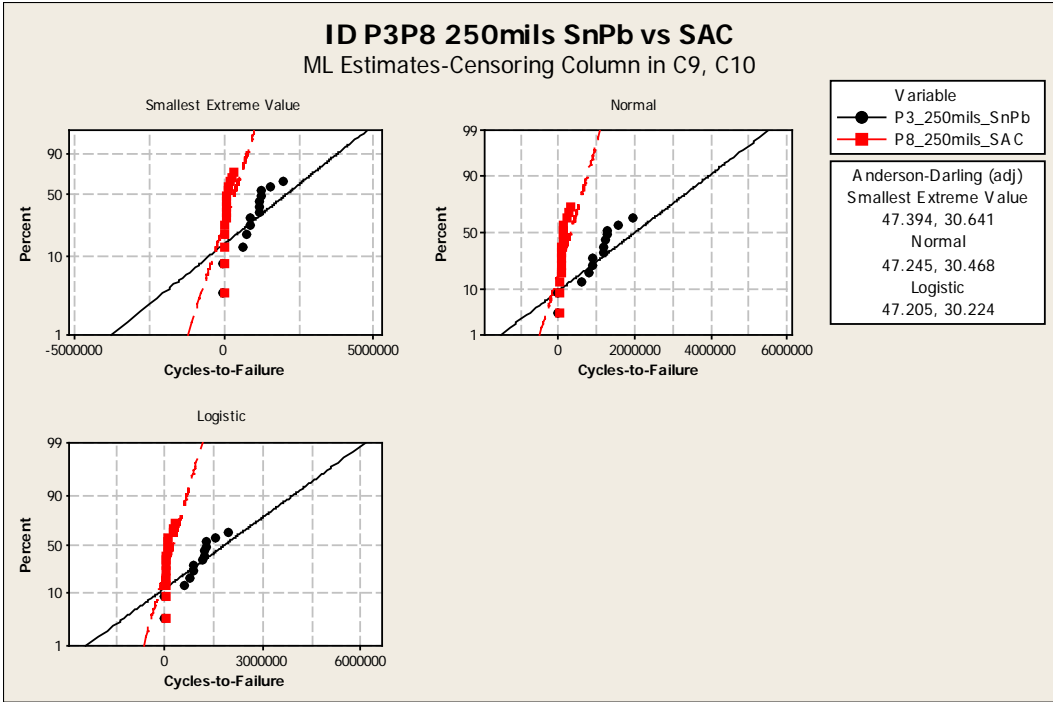 ID P3P8 250mils SnPb vs SAC
ML Estimates-Censoring Column in C9, C10
Smallest Extreme Value
90
50
10
1
Percent
-5000000 0 5000000
Cycles-to-Failure
Normal
99
90
50
10
1
Percent
0 2000000 4000000 6000000
Cycles-to-Failure
Variable
P3_250mils_SnPb
P8_250mils_SAC
Anderson-Darling (adj)
Smallest Extreme Value
47.394, 30.641
Normal
47.245, 30.468
Logistic
47.205, 30.224
Logistic
99
90
50
10
1
Percent
0 3000000 6000000
Cycles-to-Failure